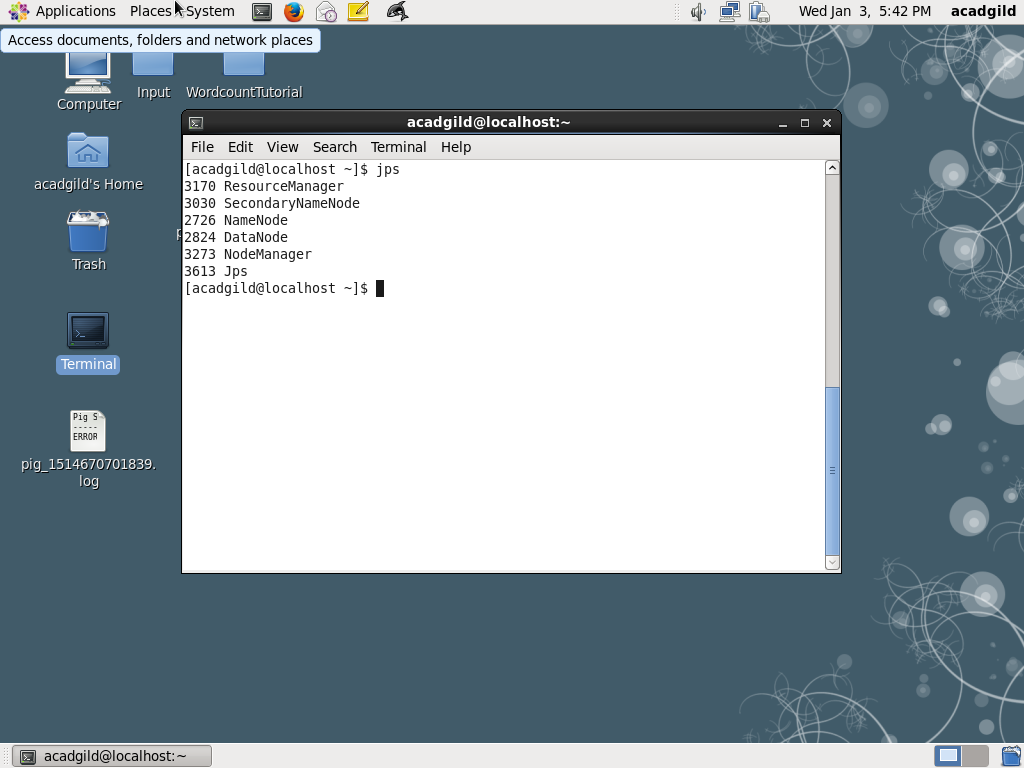 Applications Places System
Wed Jan 3, 5:42 PM acadgild
Access documents, folders and network places
Computer
Input
WordcountTutorial
acadgild's Home
Trash
Terminal
Pig S
-----
ERROR
pig_1514670701839.
log
acadgild@localhost:~
File Edit View Search Terminal Help
[acadgild@localhost ~]$ jps
3170 ResourceManager
3030 SecondaryNameNode
2726 NameNode
2824 DataNode
3273 NodeManager
3613 Jps
[acadgild@localhost ~]$
acadgild@localhost:~